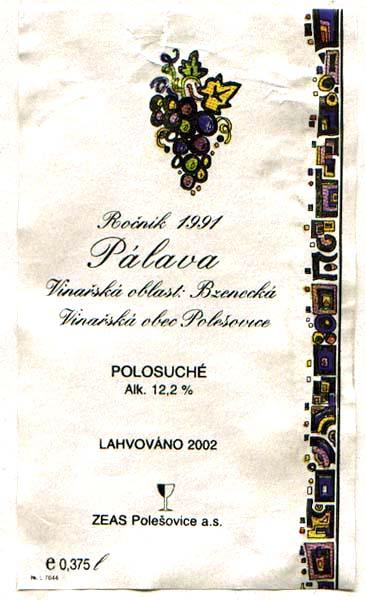 Ročník 1991
Pálava
Vinařská oblast: Bzenecká
Vinařská obec Polešovice
POLOSUCHÉ
Alk. 12,2 %
LAHVOVÁNO 2002
ZEAS Polešovice a.s.
e 0,375 ℓ